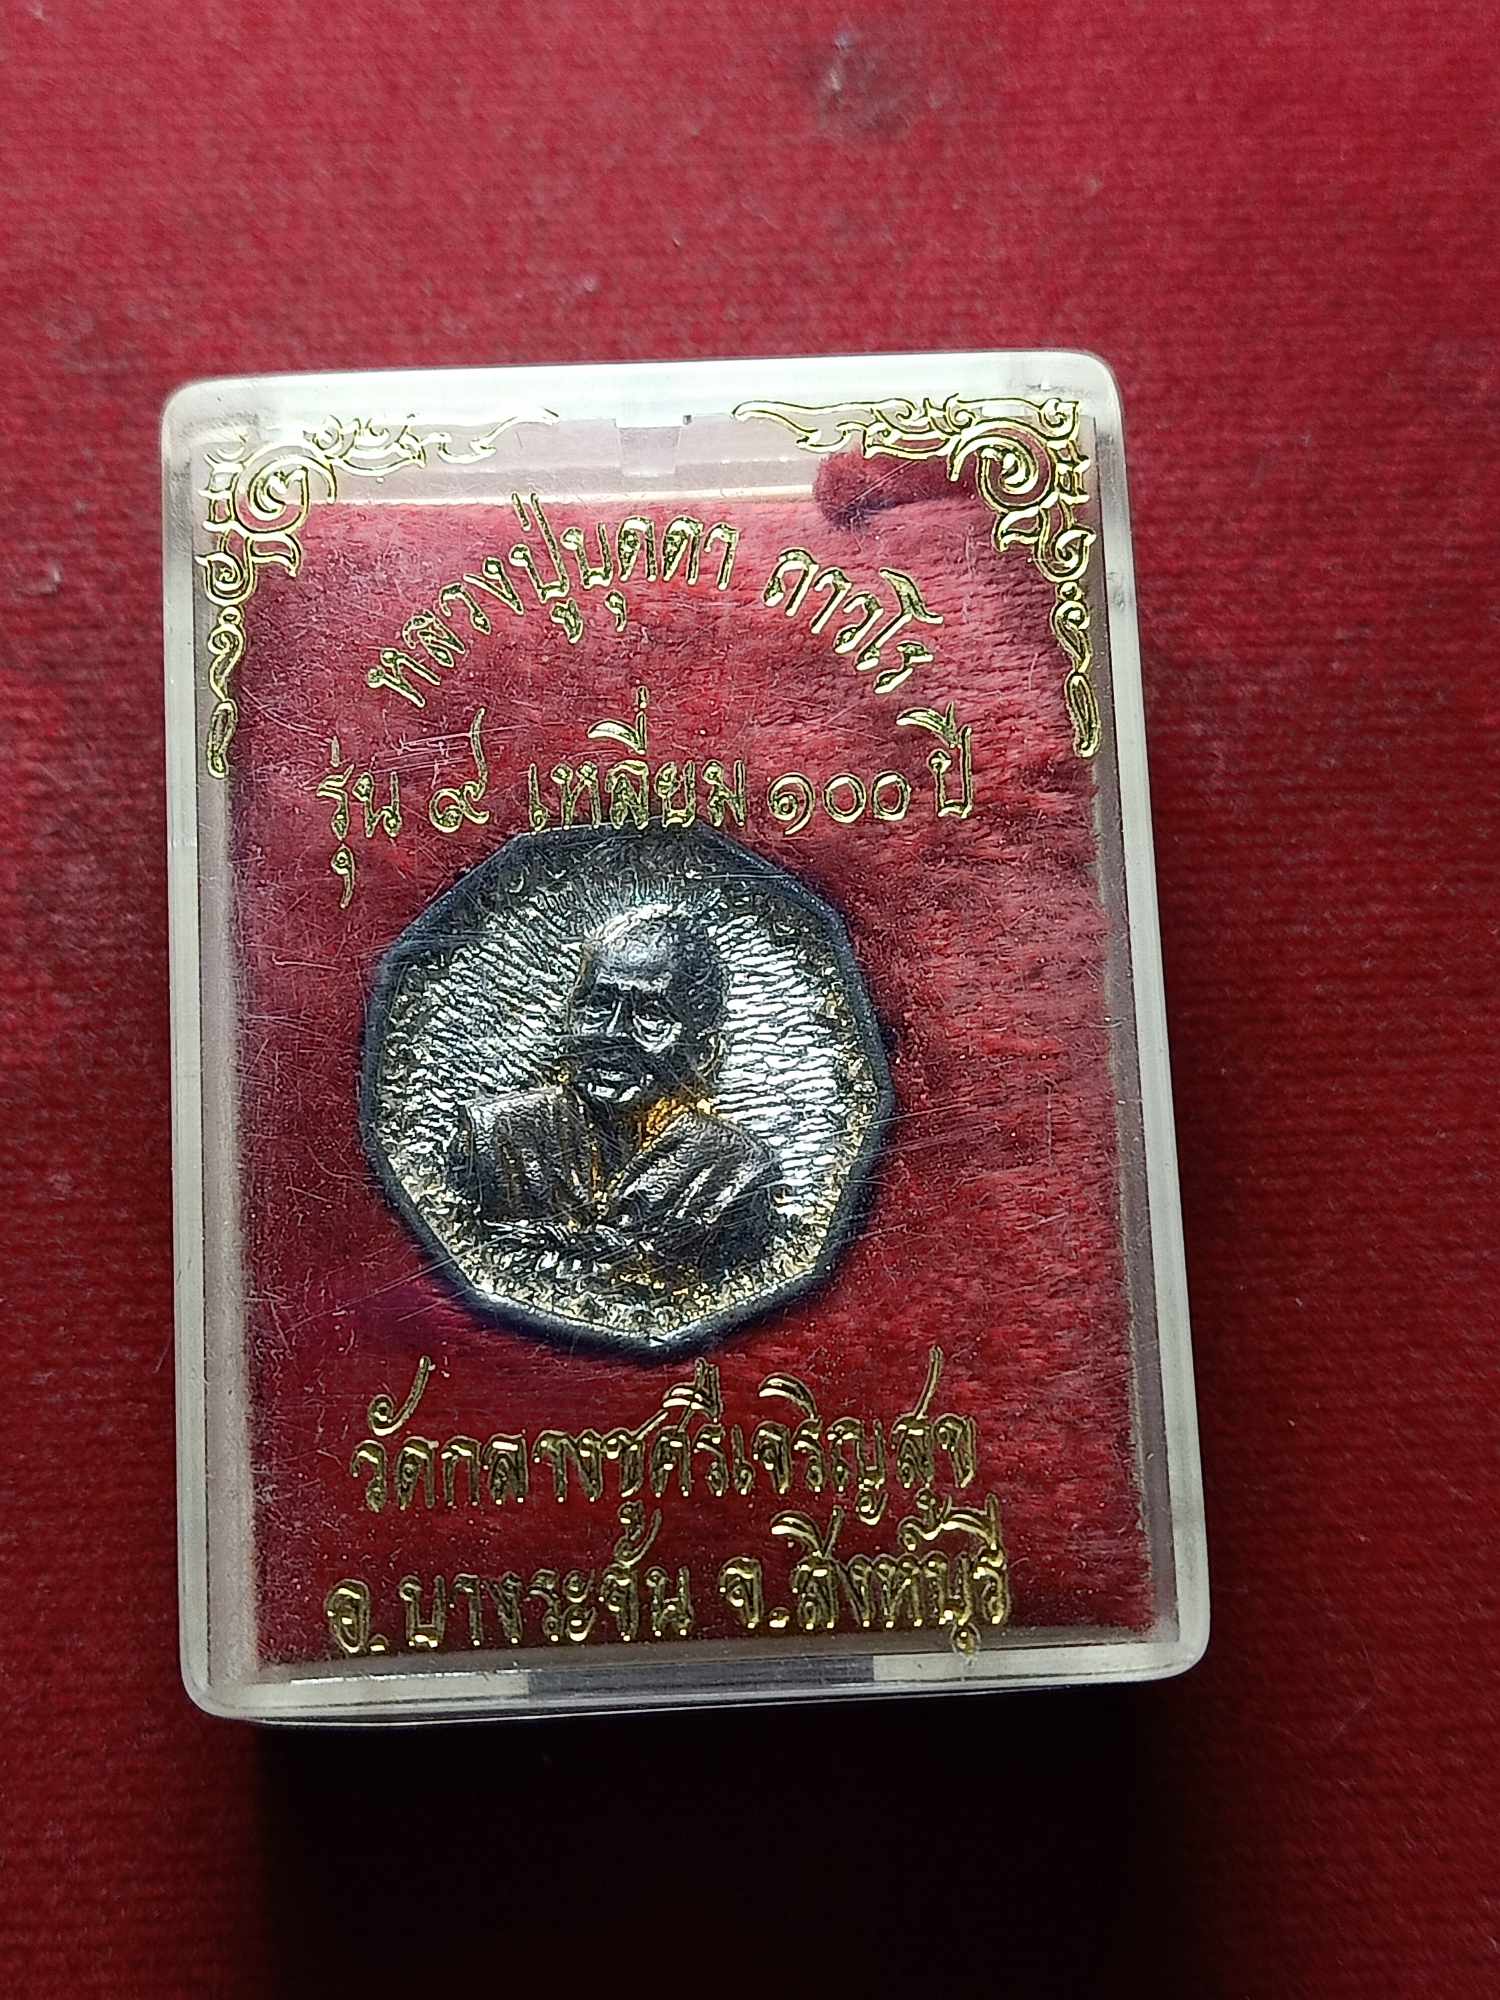 หลวงปู่บุดดา ถาวโร
รุ่น ๙ เหลี่ยม ๑๐๐ ปี
วัดกลางชูศรีเจริญสุข
อ.บางระจัน จ.สิงห์บุรี